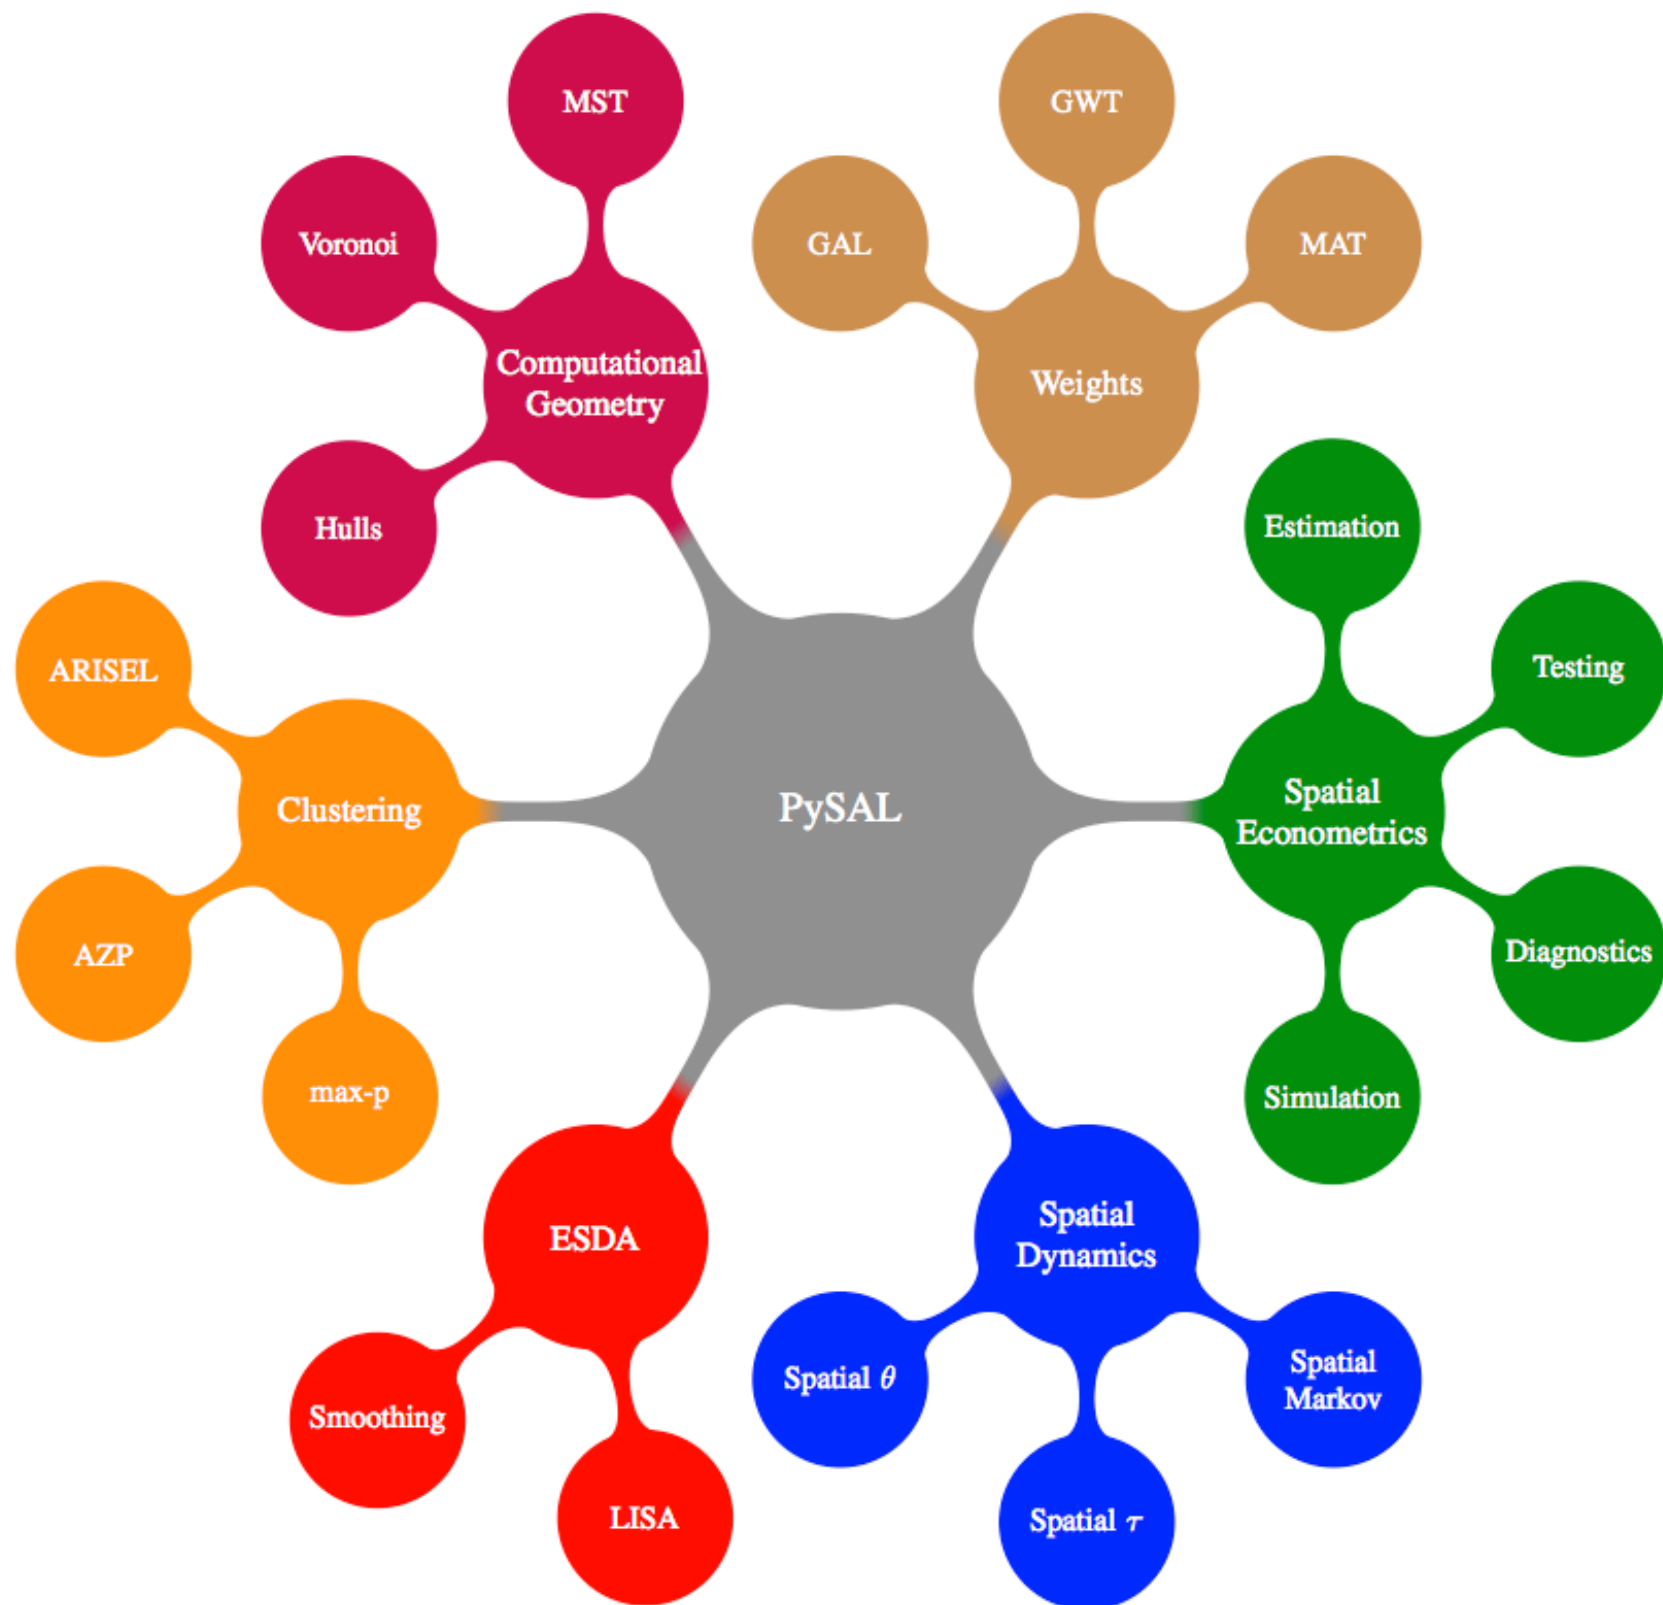 MST
GWT
Voronoi
GAL
MAT
Computational
Geometry
Weights
Hulls
Estimation
ARISEL
Testing
Clustering
PySAL
Spatial
Econometrics
AZP
Diagnostics
max-p
Simulation
ESDA
Spatial
Dynamics
Smoothing
Spatial θ
Spatial
Markov
LISA
Spatial τ